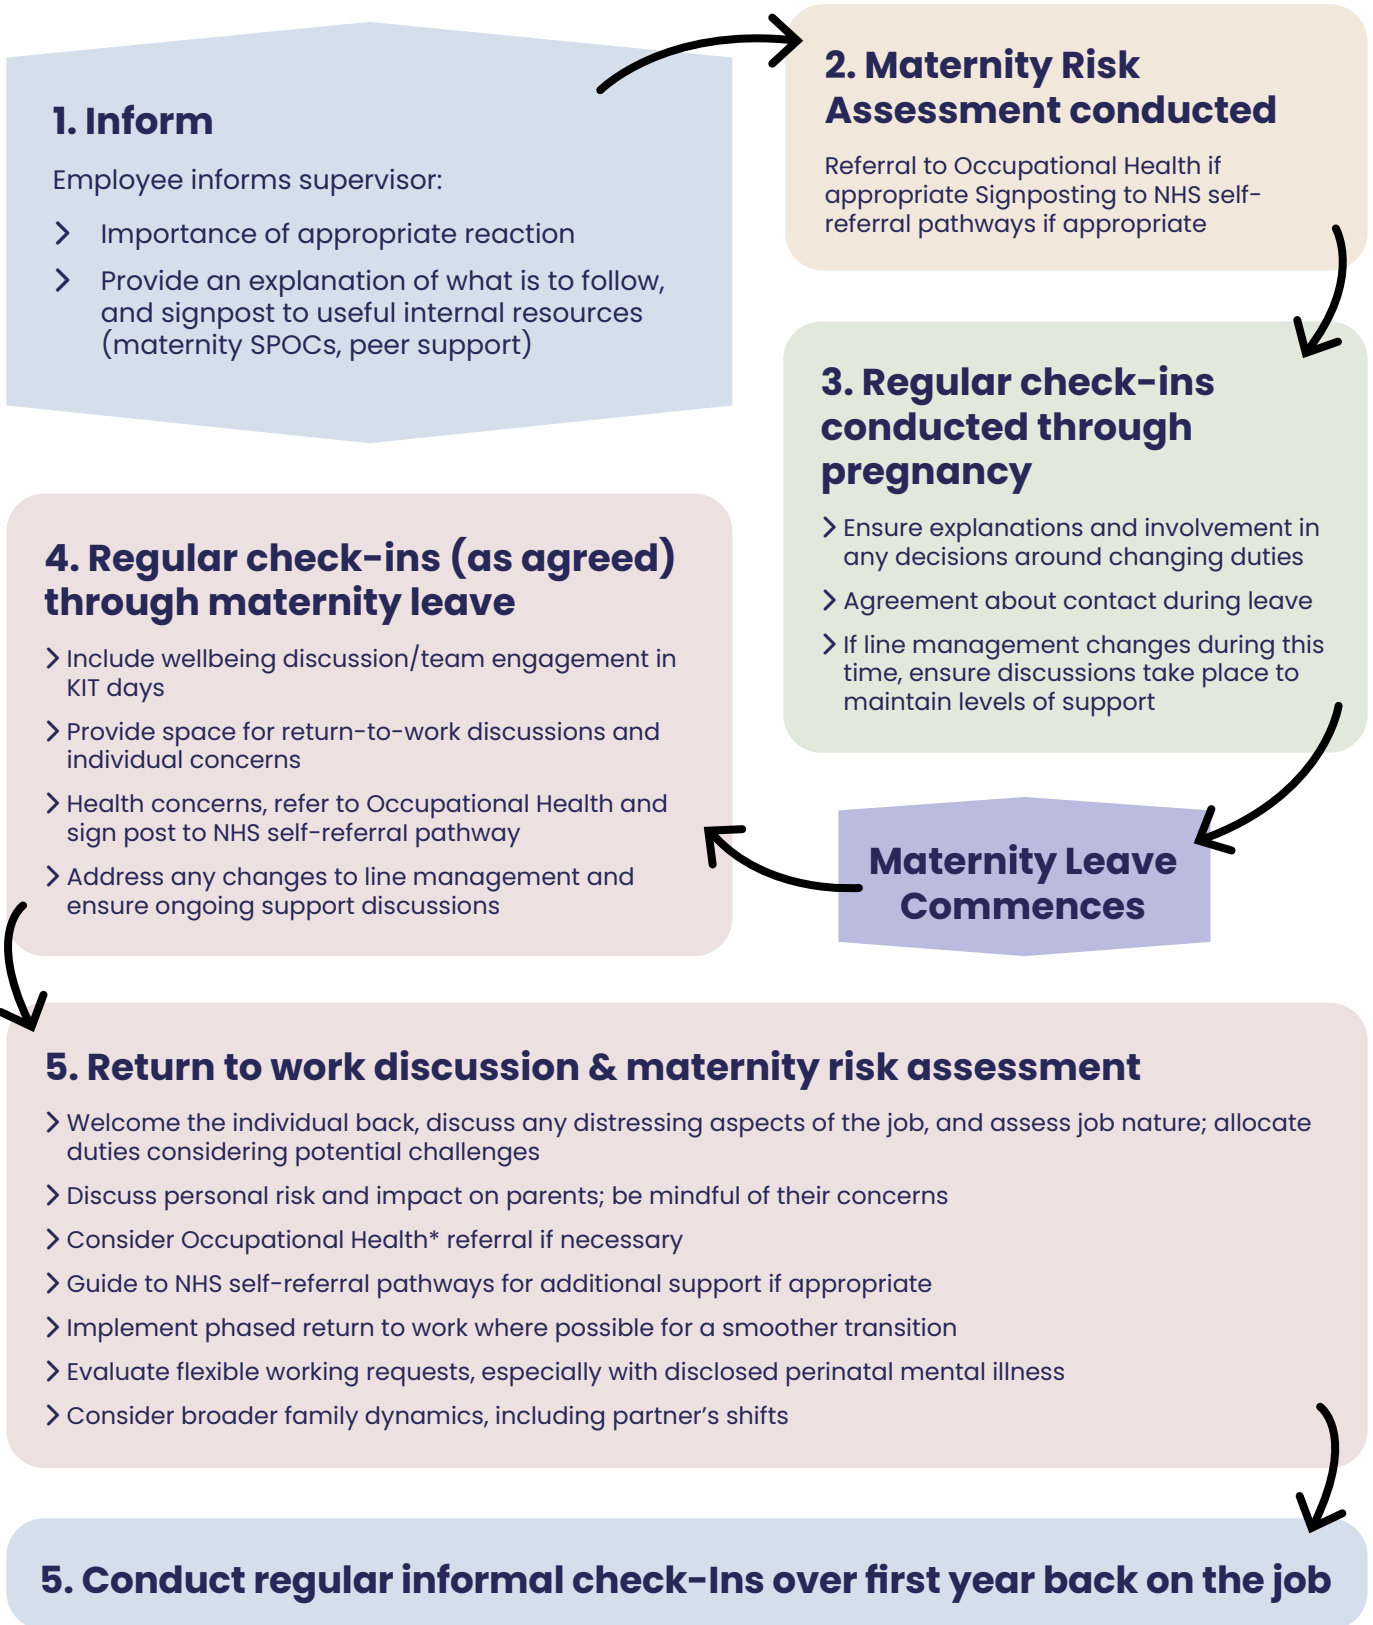 1. Inform
Employee informs supervisor:
Importance of appropriate reaction
Provide an explanation of what is to follow,
and signpost to useful internal resources
(maternity SPOCs, peer support)
2. Maternity Risk
Assessment conducted
Referral to Occupational Health if
appropriate Signposting to NHS self-
referral pathways if appropriate
3. Regular check-ins
conducted through
pregnancy
Ensure explanations and involvement in
any decisions around changing duties
Agreement about contact during leave
If line management changes during this
time, ensure discussions take place to
maintain levels of support
Maternity Leave
Commences
4. Regular check-ins (as agreed)
through maternity leave
Include wellbeing discussion/team engagement in
KIT days
Provide space for return-to-work discussions and
individual concerns
Health concerns, refer to Occupational Health and
sign post to NHS self-referral pathway
Address any changes to line management and
ensure ongoing support discussions
5. Return to work discussion & maternity risk assessment
Welcome the individual back, discuss any distressing aspects of the job, and assess job nature; allocate
duties considering potential challenges
Discuss personal risk and impact on parents; be mindful of their concerns
Consider Occupational Health* referral if necessary
Guide to NHS self-referral pathways for additional support if appropriate
Implement phased return to work where possible for a smoother transition
Evaluate flexible working requests, especially with disclosed perinatal mental illness
Consider broader family dynamics, including partner's shifts
5. Conduct regular informal check-Ins over first year back on the job